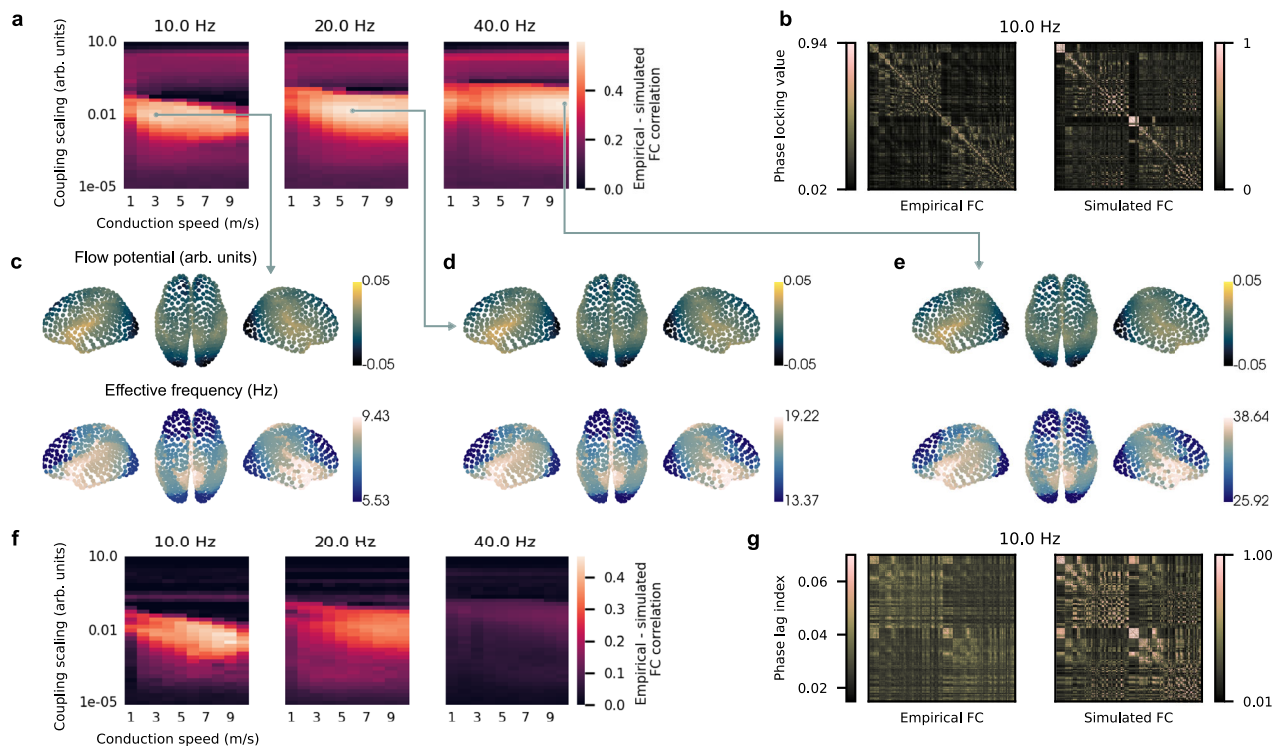 a
10.0 Hz
20.0 Hz
40.0 Hz
Coupling scaling (arb. units)
10.0
0.01
1e-05
1 3 5 7 9
1 3 5 7 9
1 3 5 7 9
Conduction speed (m/s)
0.4
0.2
0.0
Empirical - simulated
FC correlation
b
10.0 Hz
Phase locking value
0.94
0.02
Empirical FC
Simulated FC
1
0
c
Flow potential (arb. units)
0.05
-0.05
Effective frequency (Hz)
9.43
5.53
d
0.05
-0.05
19.22
13.37
e
0.05
-0.05
38.64
25.92
f
10.0 Hz
20.0 Hz
40.0 Hz
Coupling scaling (arb. units)
10.0
0.01
1e-05
1 3 5 7 9
1 3 5 7 9
1 3 5 7 9
Conduction speed (m/s)
0.4
0.3
0.2
0.1
0.0
Empirical - simulated
FC correlation
g
10.0 Hz
Phase lag index
0.06
0.04
0.02
Empirical FC
Simulated FC
1.00
0.01